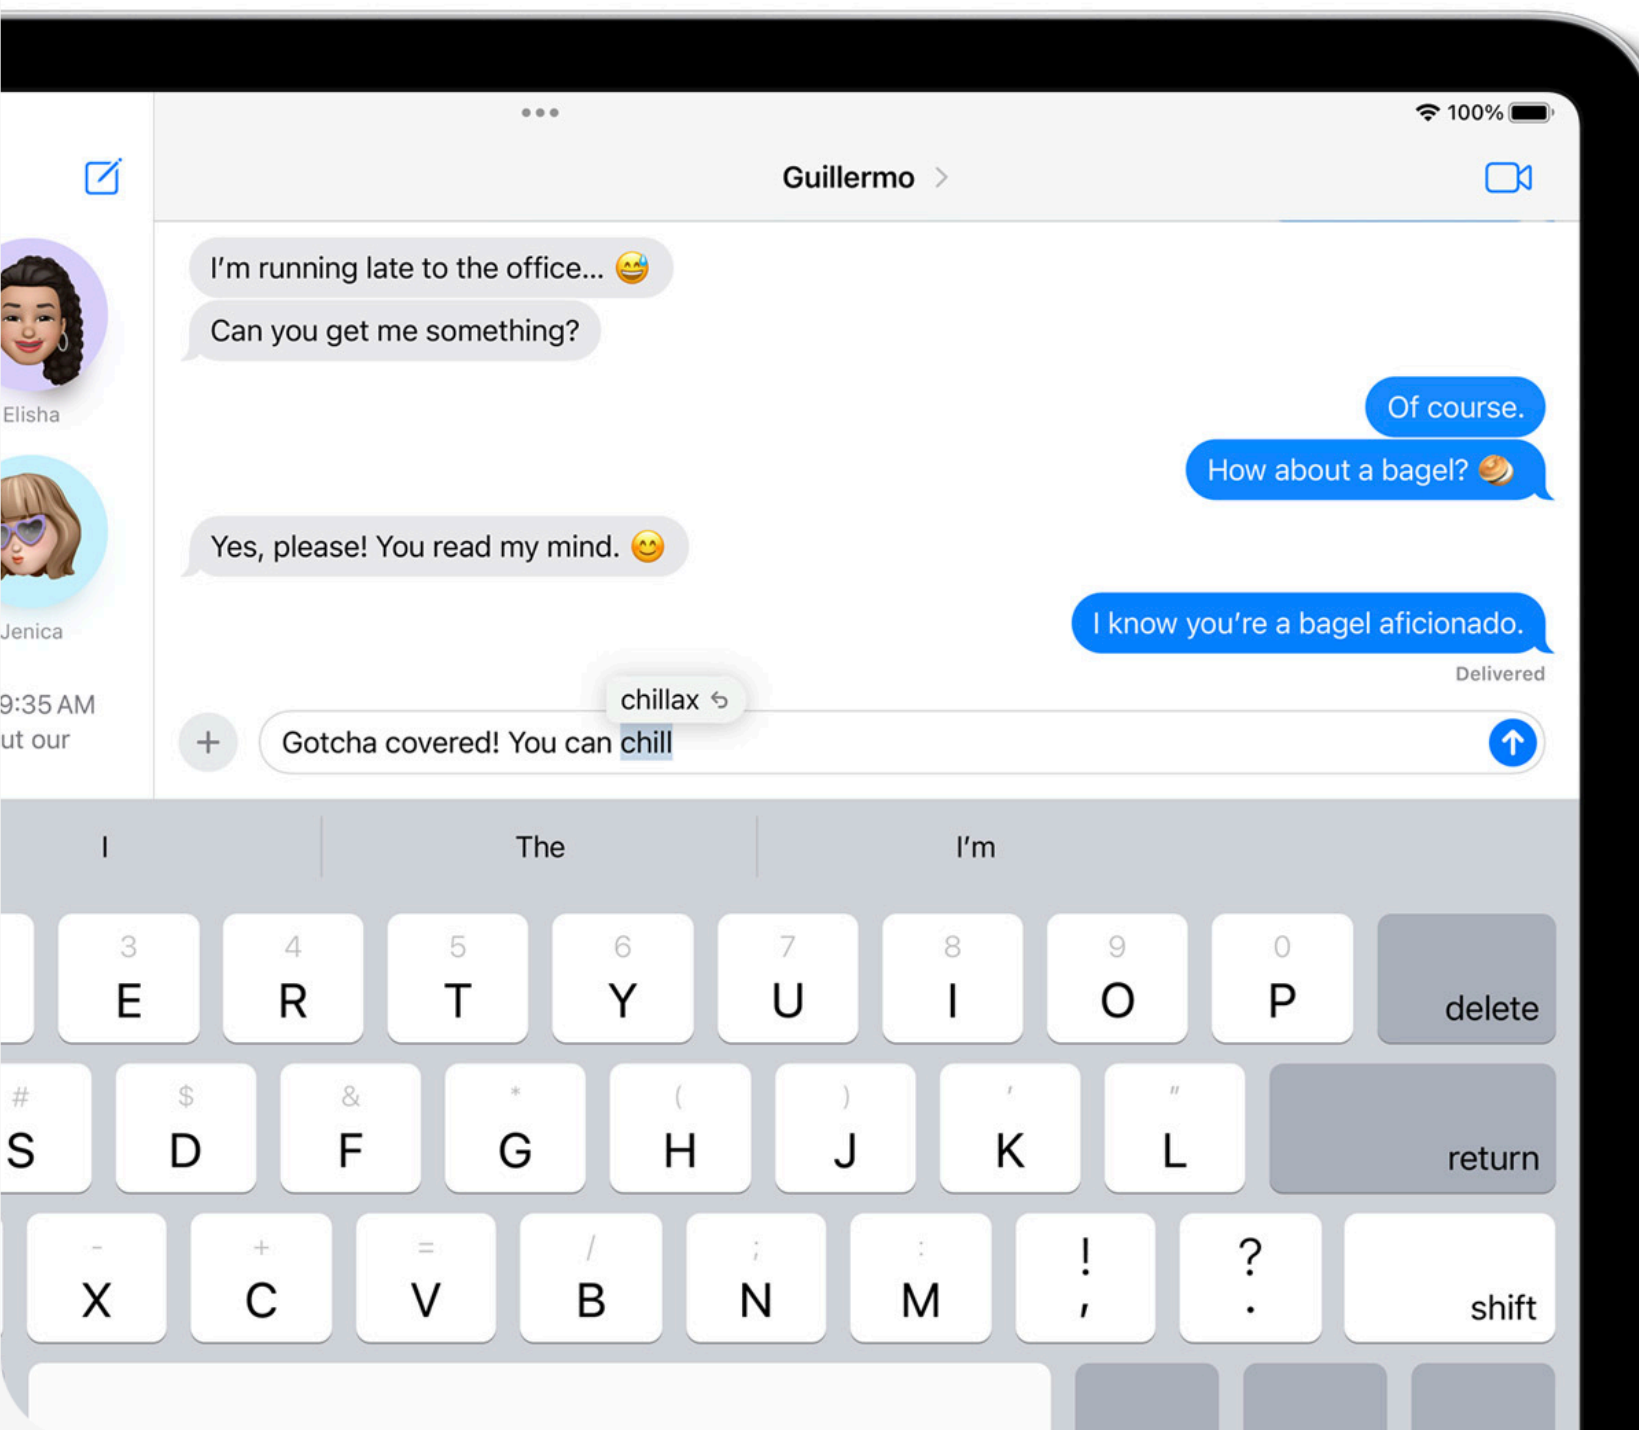 100%
Guillermo
I’m running late to the office... 😅
Can you get me something?
Of course.
How about a bagel? 🥯
Yes, please! You read my mind. 😊
I know you’re a bagel aficionado.
Delivered
Elisha
Jenica
9:35 AM
ut our
chillax
Gotcha covered! You can chill
I The I’m
3 4 5 6 7 8 9 0
E R T Y U I O P delete
# $ & * ( ) ' "
S D F G H J K L return
- + = / ; : ! ?
X C V B N M , . shift